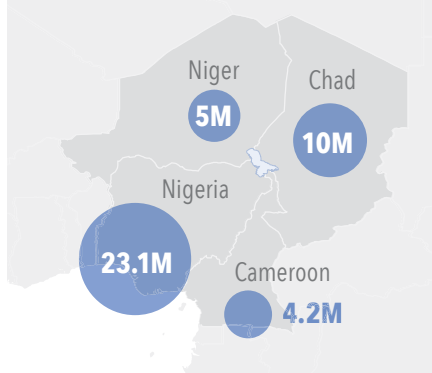 Niger
5M
Chad
10M
Nigeria
23.1M
Cameroon
4.2M